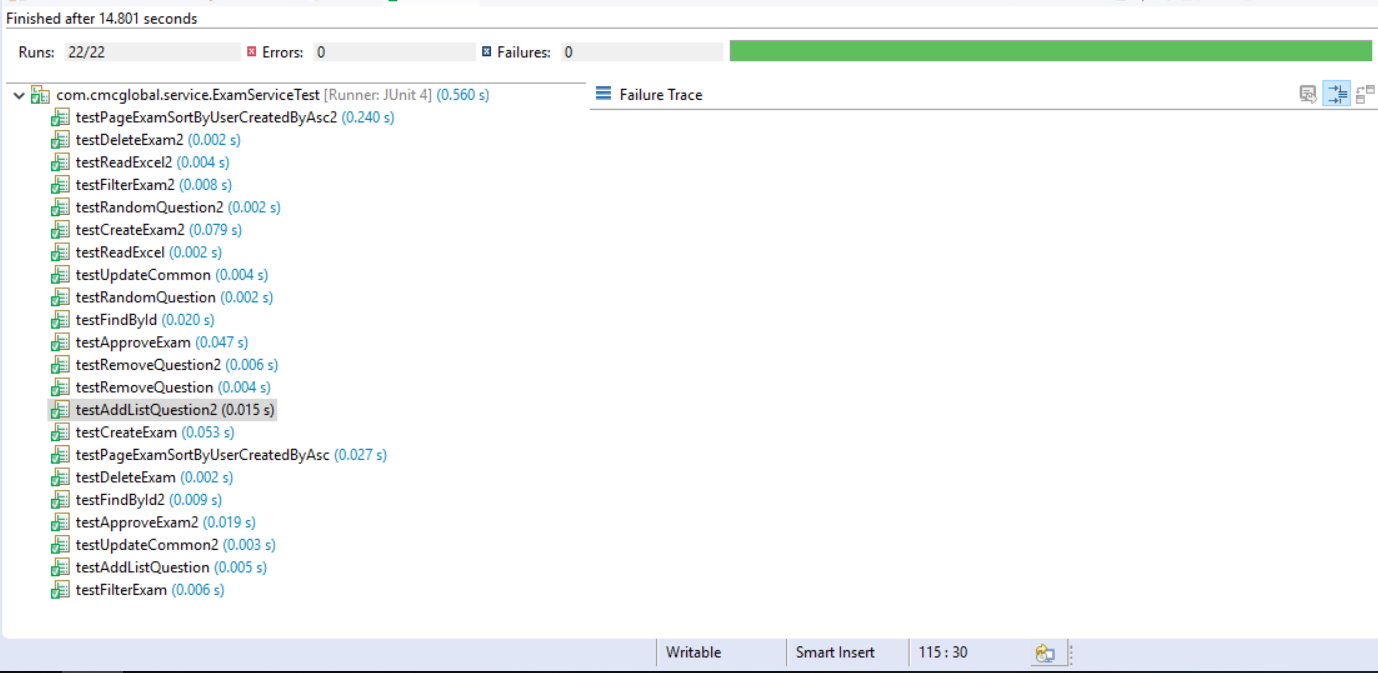 Finished after 14.801 seconds
Runs: 22/22 Errors: 0 Failures: 0
com.cmcglobal.service.ExamServiceTest [Runner: JUnit 4] (0.560 s) Failure Trace
testPageExamSortByUserCreatedByAsc2 (0.240 s)
testDeleteExam2 (0.002 s)
testReadExcel2 (0.004 s)
testFilterExam2 (0.008 s)
testRandomQuestion2 (0.002 s)
testCreateExam2 (0.079 s)
testReadExcel (0.002 s)
testUpdateCommon (0.004 s)
testRandomQuestion (0.002 s)
testFindById (0.020 s)
testApproveExam (0.047 s)
testRemoveQuestion2 (0.006 s)
testRemoveQuestion (0.004 s)
testAddListQuestion2 (0.015 s)
testCreateExam (0.053 s)
testPageExamSortByUserCreatedByAsc (0.027 s)
testDeleteExam (0.002 s)
testFindById2 (0.009 s)
testApproveExam2 (0.019 s)
testUpdateCommon2 (0.003 s)
testAddListQuestion (0.005 s)
testFilterExam (0.006 s)
Writable Smart Insert 115 : 30